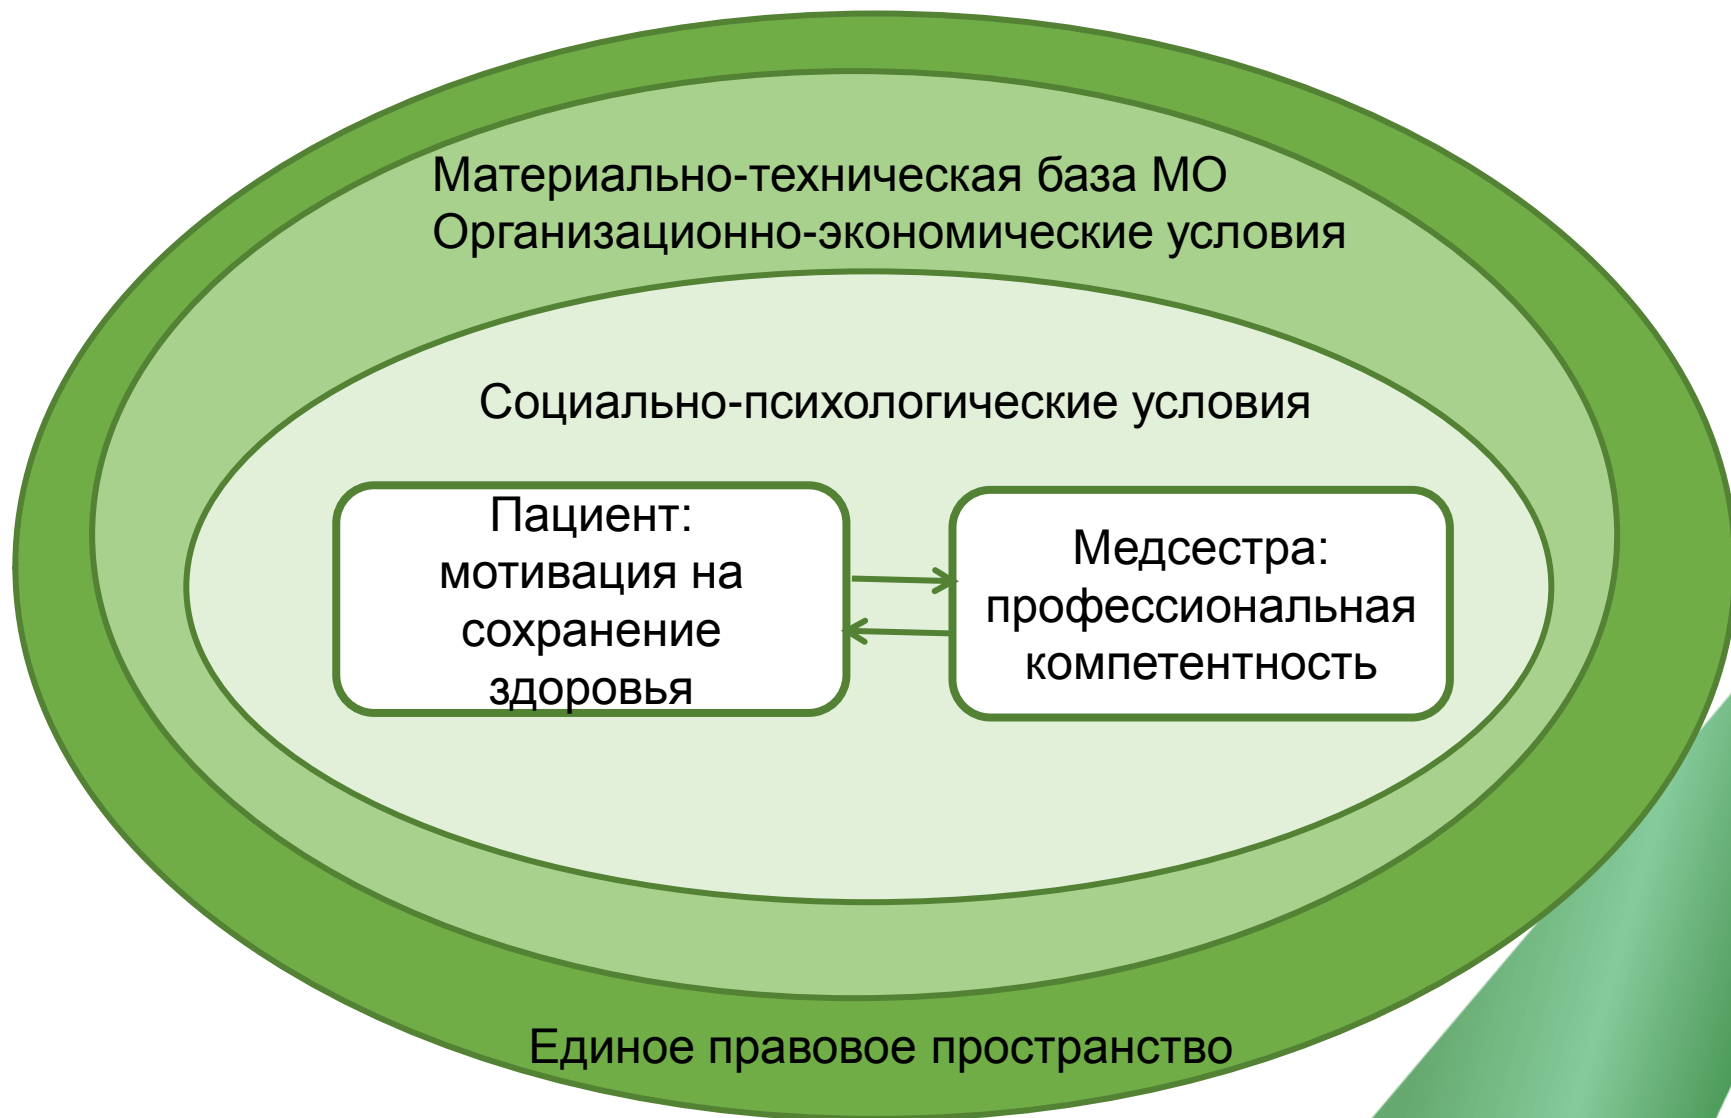 Материально-техническая база МО
Организационно-экономические условия
Социально-психологические условия
Пациент:
мотивация на
сохранение
здоровья
Медсестра:
профессиональная
компетентность
Единое правовое пространство